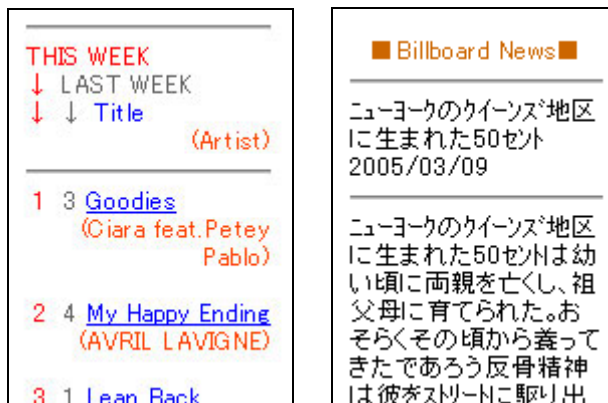 THIS WEEK
↓ LAST WEEK
↓ ↓ Title
(Artist)
1 3 Goodies
(Ciara feat.Petey
Pablo)
2 4 My Happy Ending
(AVRIL LAVIGNE)
3 1 Lean Back
■Billboard News■
ニューヨークのクイーンズ地区
に生まれた50セント
2005/03/09
ニューヨークのクイーンズ地区
に生まれた50セントは幼
い頃に両親を亡くし、祖
父母に育てられた。お
そらくその頃から養って
きたであろう反骨精神
は彼をストリートに駆り出